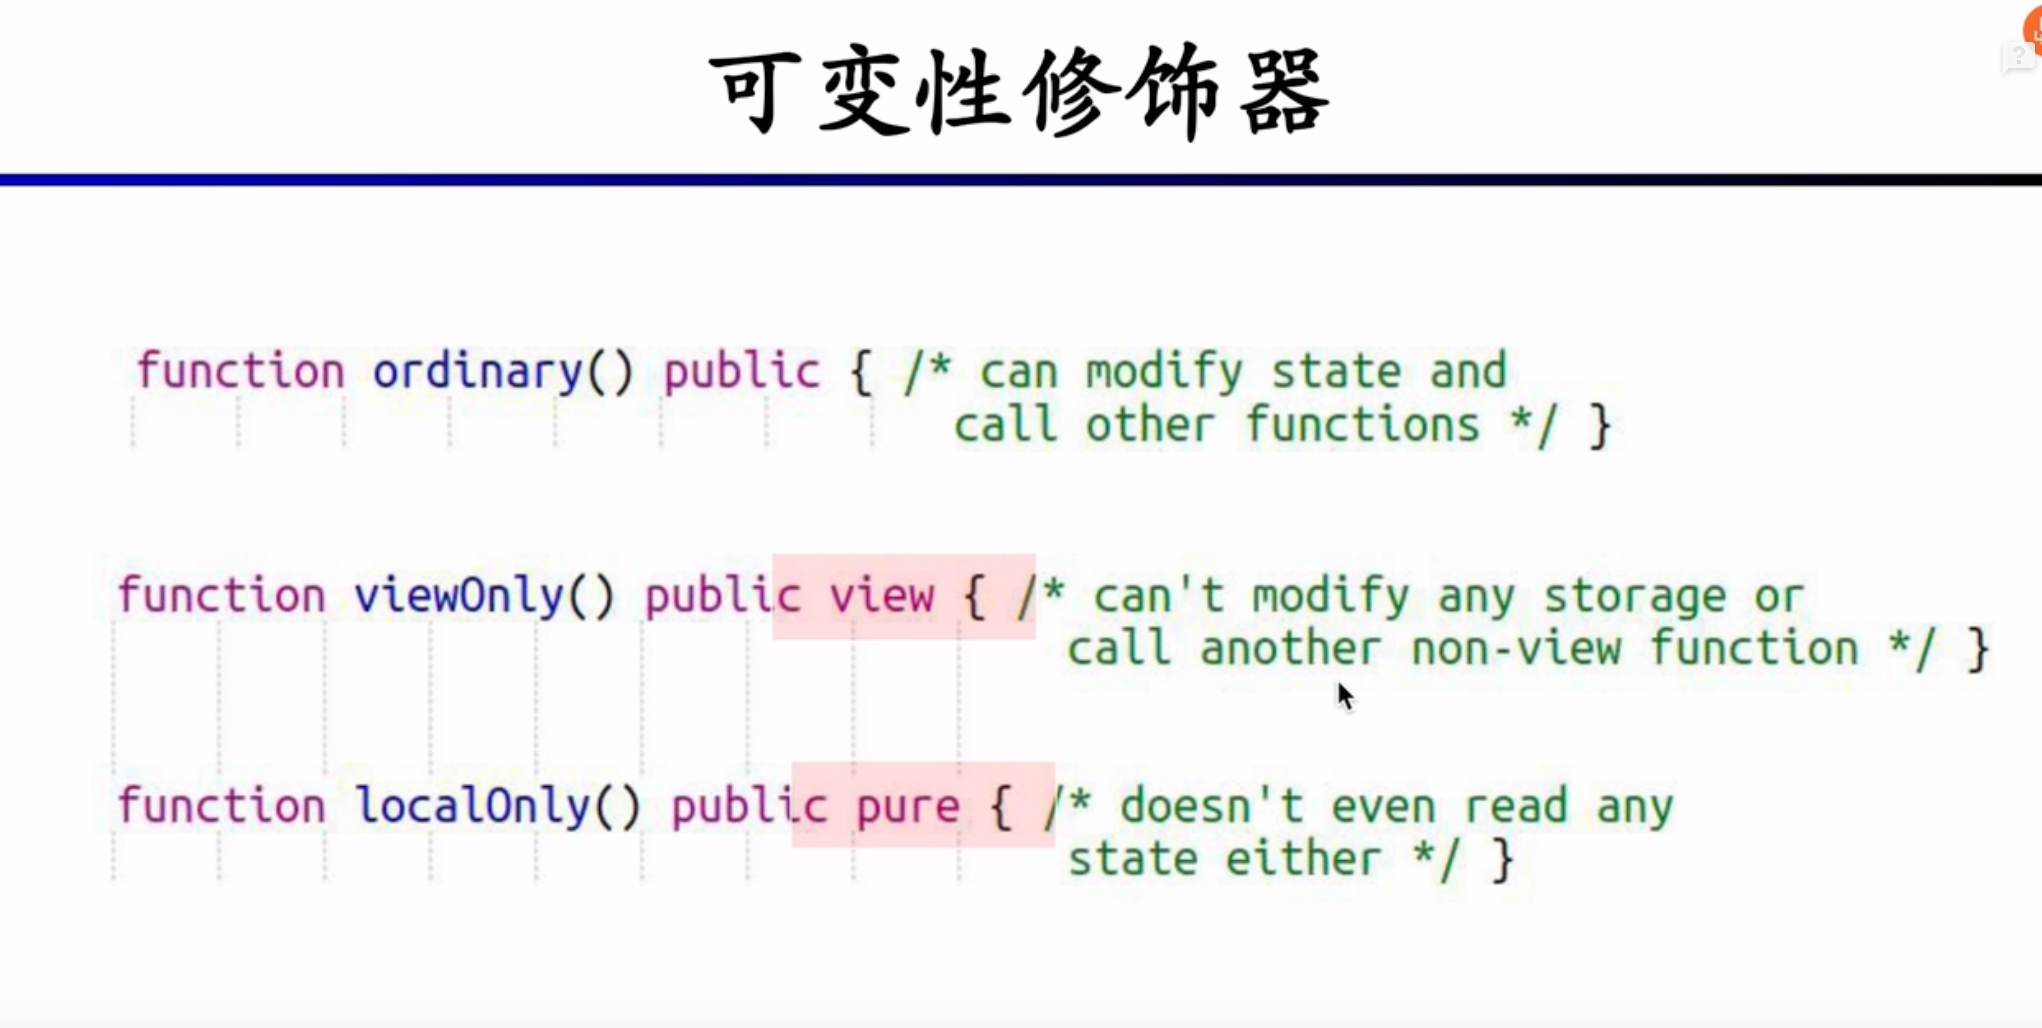 可变性修饰器
function ordinary() public { /* can modify state and
call other functions */ }
function viewOnly() public view { /* can't modify any storage or
call another non-view function */ }
function localOnly() public pure { /* doesn't even read any
state either */ }
?